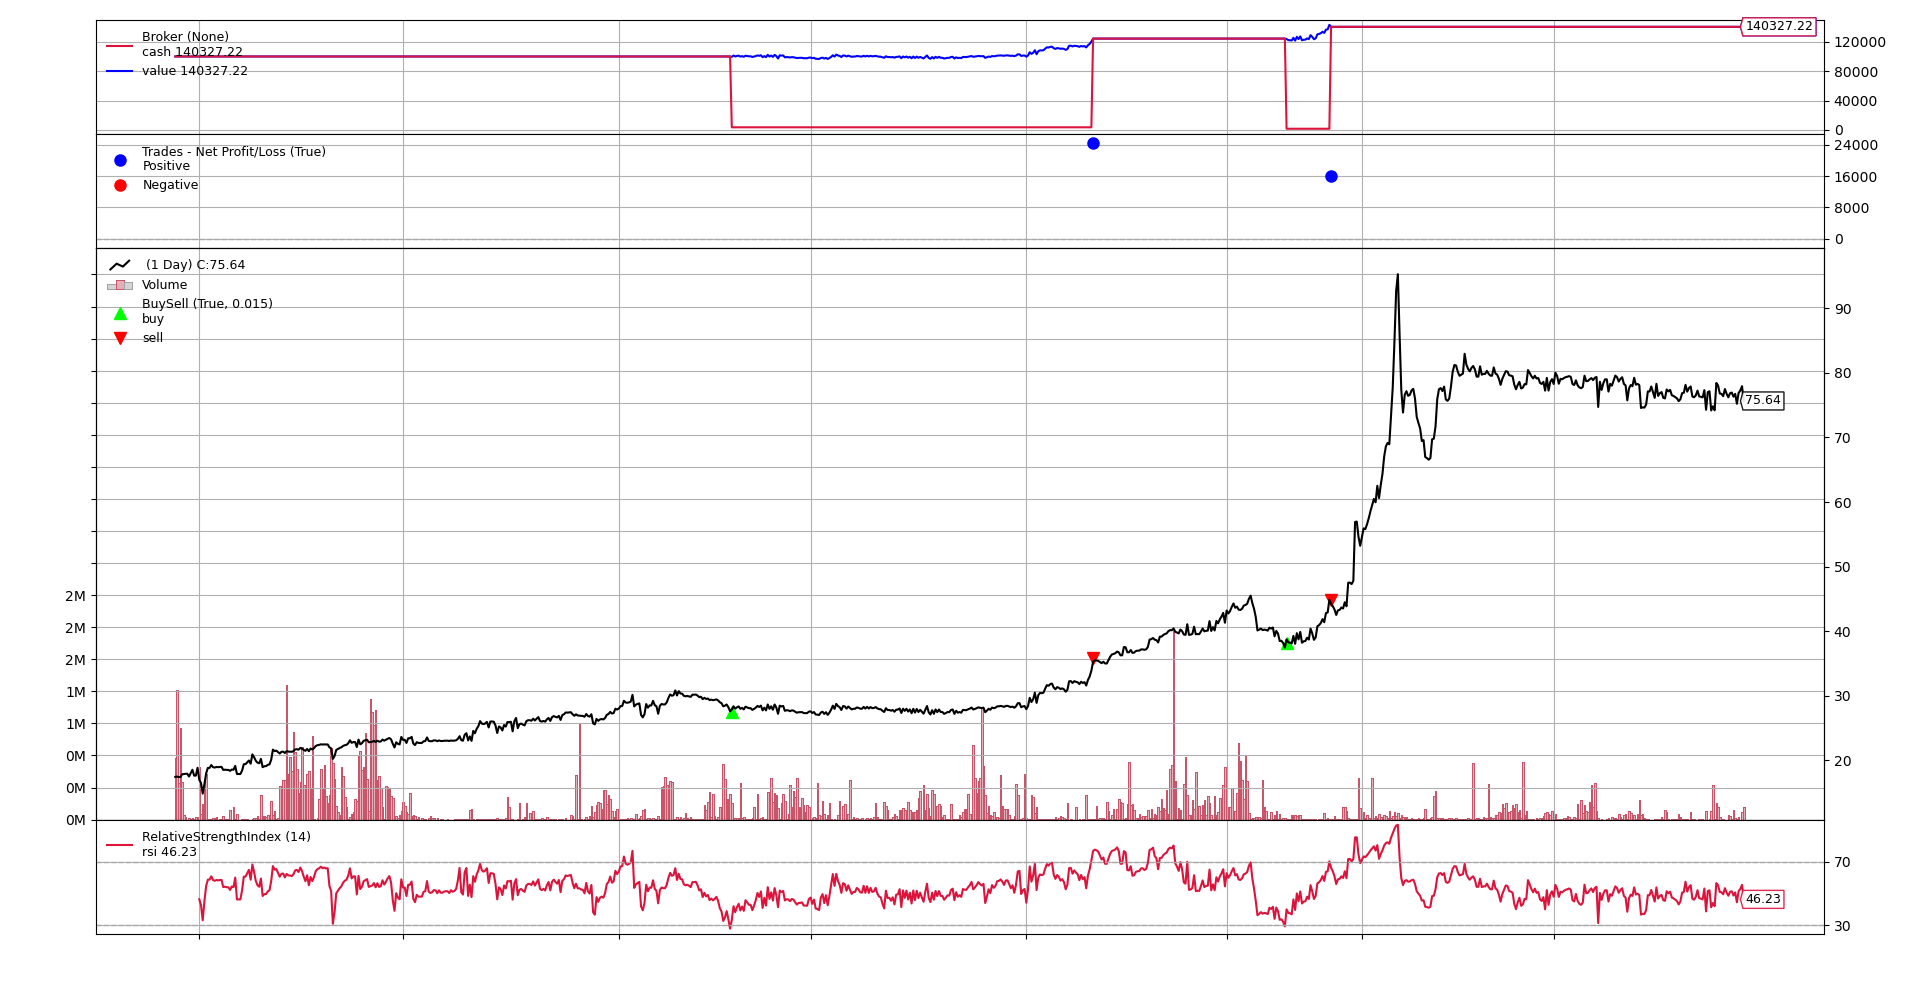 Broker (None)
cash 140327.22
value 140327.22
140327.22
120000
80000
40000
0
Trades - Net Profit/Loss (True)
Positive
Negative
24000
16000
8000
0
(1 Day) C:75.64
Volume
BuySell (True, 0.015)
buy
sell
90
80
75.64
70
60
50
40
30
20
2M
2M
2M
1M
1M
0M
0M
0M
RelativeStrengthIndex (14)
rsi 46.23
70
46.23
30